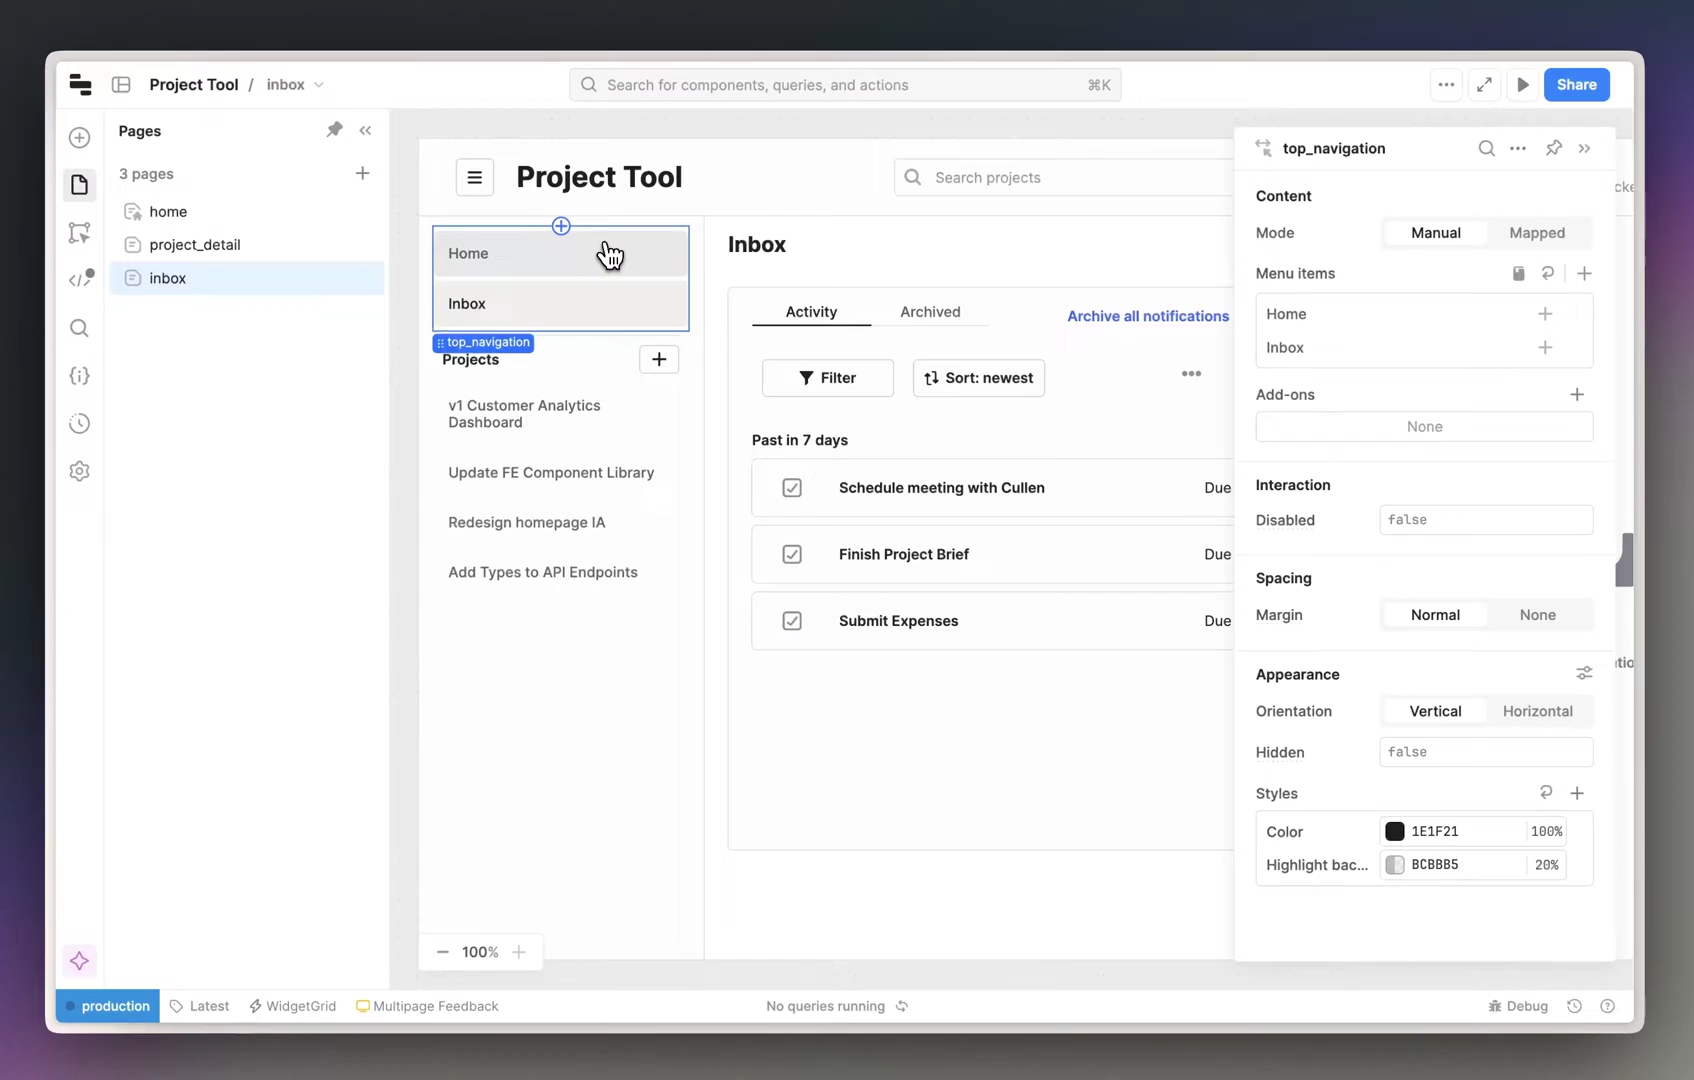 Project Tool / inbox
Search for components, queries, and actions ⌘K
Share
Pages
3 pages
home
project_detail
inbox
Project Tool
Search projects
Home
Inbox
top_navigation
Projects
v1 Customer Analytics
Dashboard
Update FE Component Library
Redesign homepage IA
Add Types to API Endpoints
100%
Inbox
Activity Archived Archive all notifications
Filter Sort: newest
Past in 7 days
Schedule meeting with Cullen Due
Finish Project Brief Due
Submit Expenses Due
top_navigation
Content
Mode Manual Mapped
Menu items
Home
Inbox
Add-ons
None
Interaction
Disabled false
Spacing
Margin Normal None
Appearance
Orientation Vertical Horizontal
Hidden false
Styles
Color 1E1F21 100%
Highlight bac... BCBBB5 20%
production Latest WidgetGrid Multipage Feedback No queries running Debug